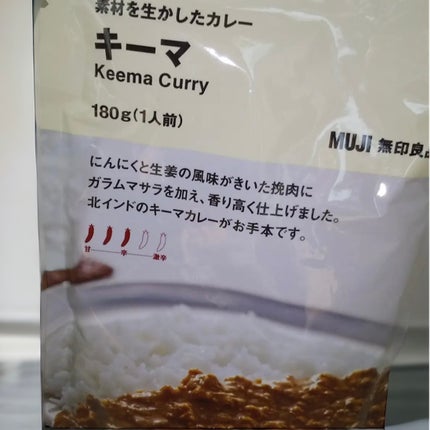 素材を生かしたカレー
キーマ
Keema Curry
180g(1人前)
MUJI 無印良品
にんにくと生姜の風味がきいた挽肉に
ガラムマサラを加え、香り高く仕上げました。
北インドのキーマカレーがお手本です。
甘 辛 激辛